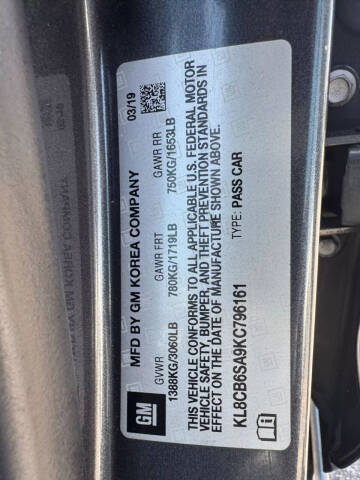 03/19
MFD BY GM KOREA COMPANY
GVWR GAWR FRT GAWR RR
1388KG/3060LB 780KG/1719LB 750KG/1653LB
THIS VEHICLE CONFORMS TO ALL APPLICABLE U.S. FEDERAL MOTOR
VEHICLE SAFETY, BUMPER, AND THEFT PREVENTION STANDARDS IN
EFFECT ON THE DATE OF MANUFACTURE SHOWN ABOVE.
KL8CB6SA9KC796161 TYPE: PASS CAR
GM